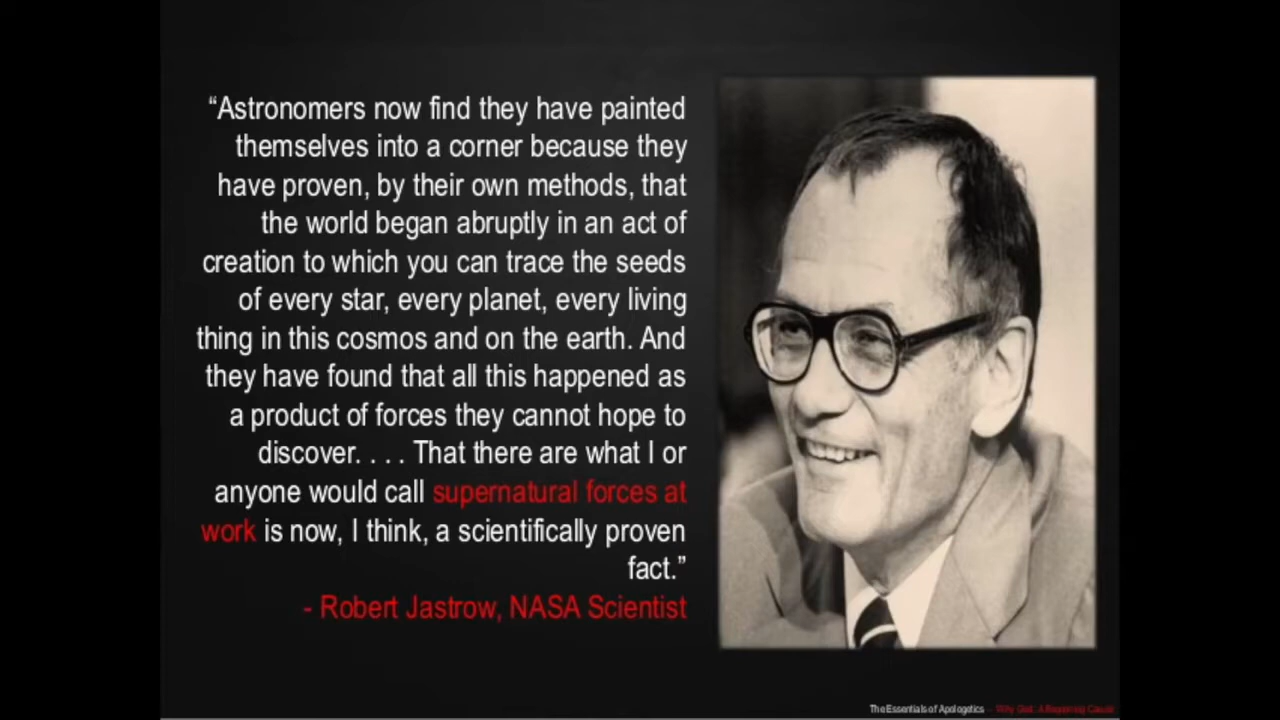 “Astronomers now find they have painted
themselves into a corner because they
have proven, by their own methods, that
the world began abruptly in an act of
creation to which you can trace the seeds
of every star, every planet, every living
thing in this cosmos and on the earth. And
they have found that all this happened as
a product of forces they cannot hope to
discover. . . . That there are what I or
anyone would call supernatural forces at
work is now, I think, a scientifically proven
fact.”
- Robert Jastrow, NASA Scientist
The Essentials of Apologetics - Why God: A Beginning Cause